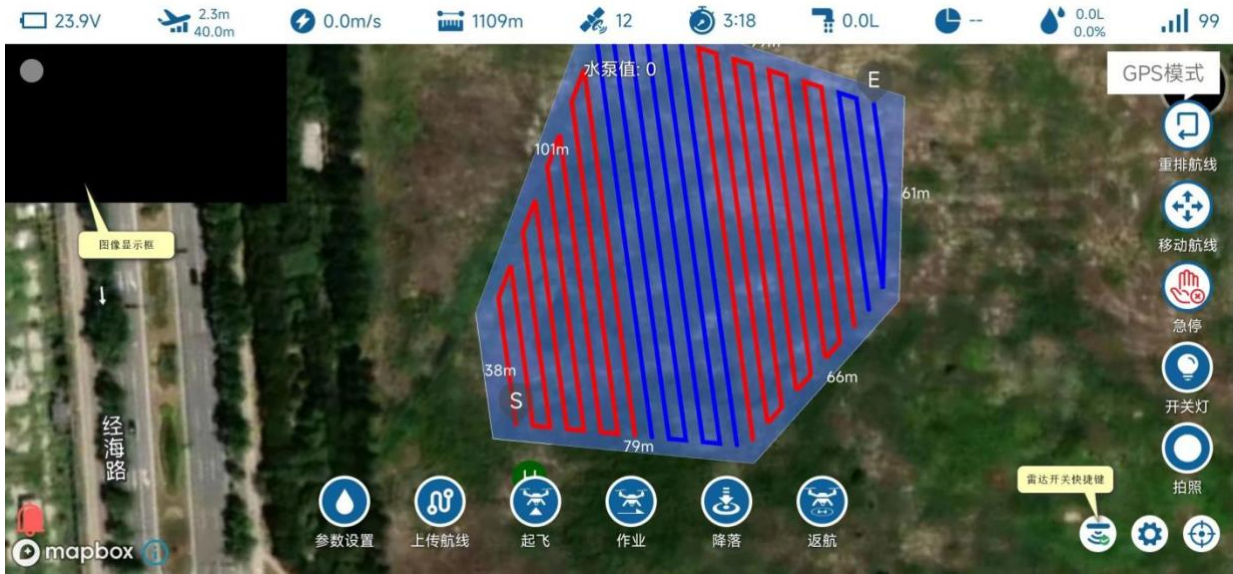 23.9V
2.3m
40.0m
0.0m/s
1109m
12
3:18
0.0L
--
0.0L
0.0%
99
水泵值: 0
E
GPS模式
重排航线
101m
61m
图像显示框
移动航线
急停
38m
S
66m
开关灯
经海路
79m
拍照
雷达开关快捷键
参数设置
上传航线
起飞
作业
降落
返航
mapbox